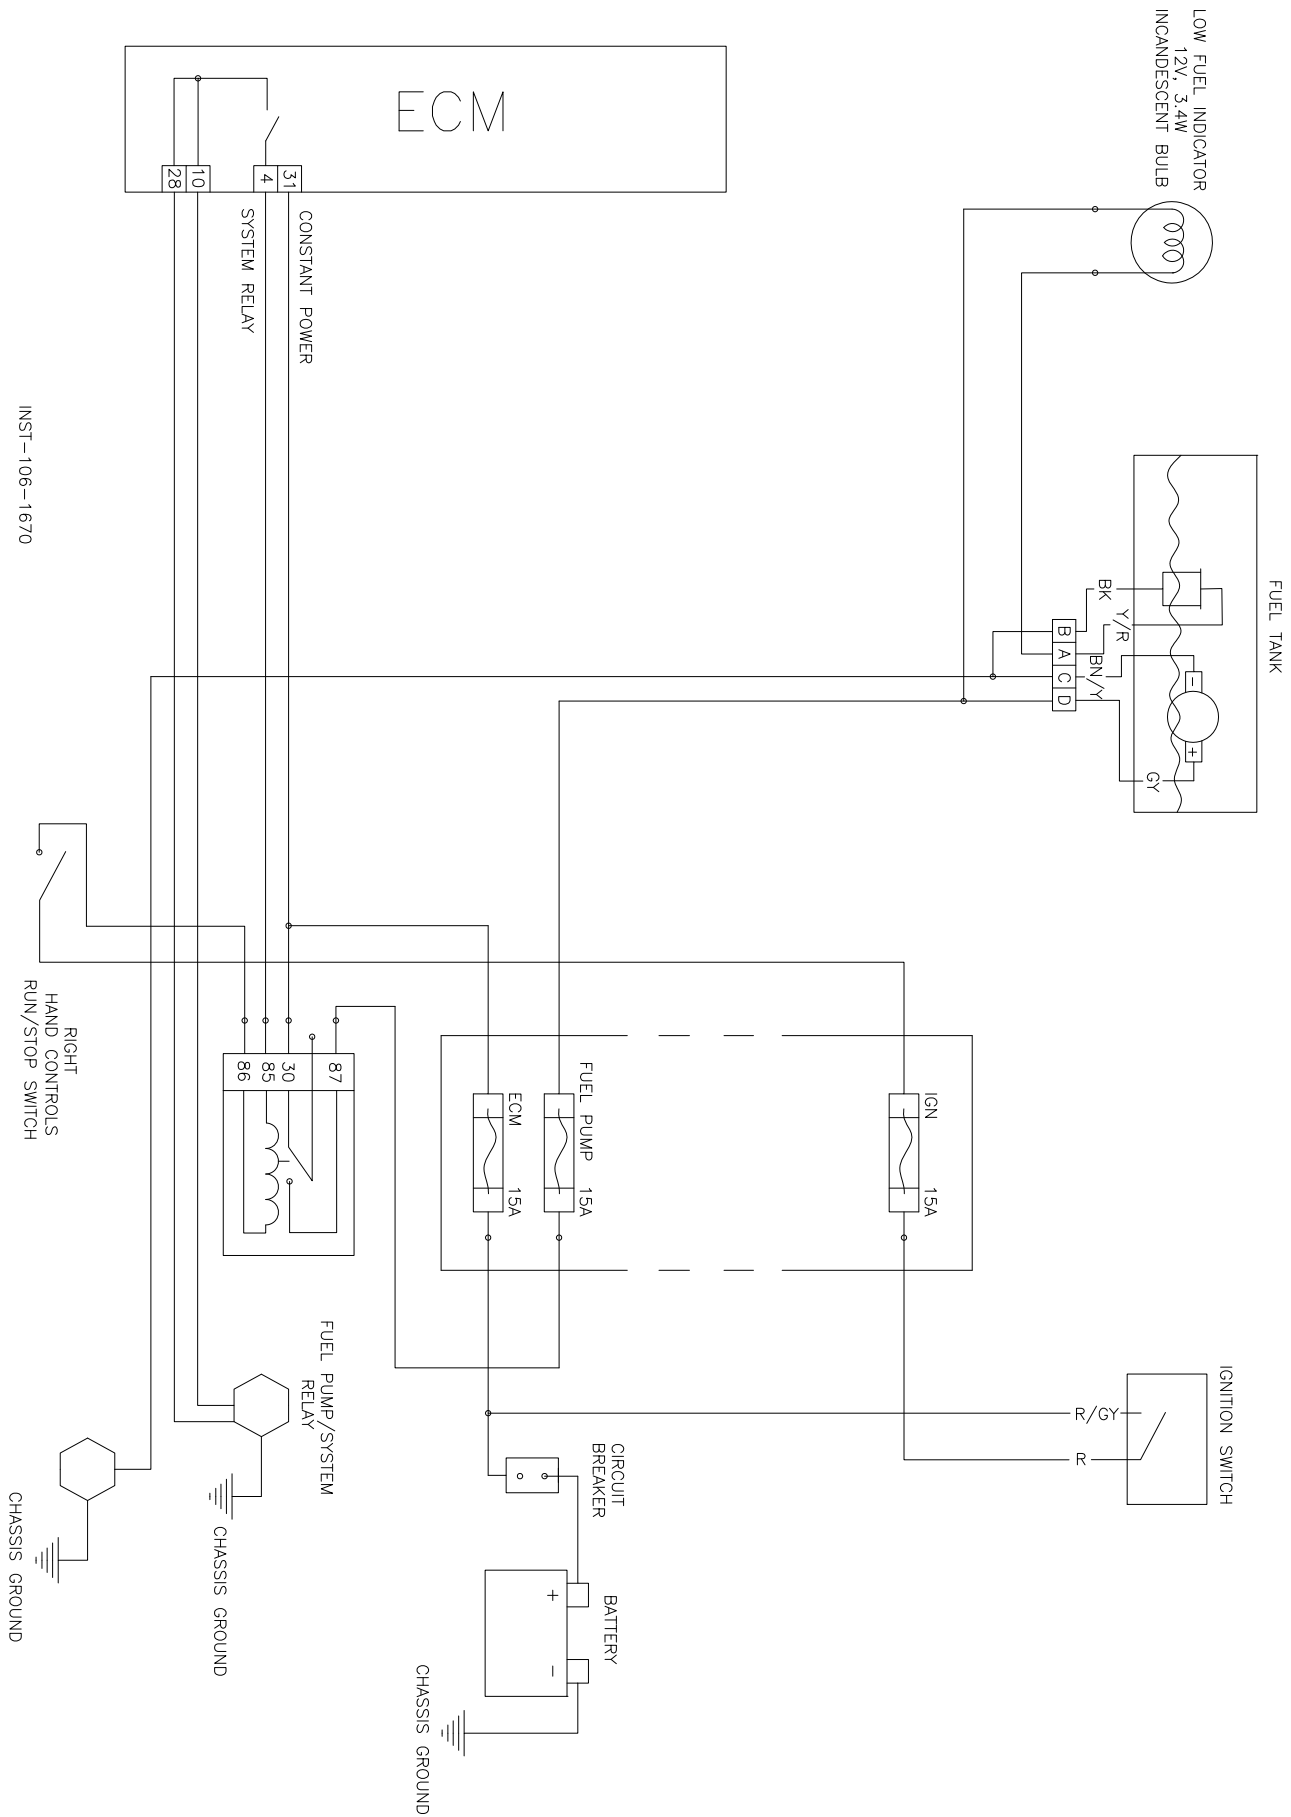 LOW FUEL INDICATOR
12V, 3.4W
INCANDESCENT BULB
FUEL TANK
BK
Y/R
BN/Y
GY
B
A
C
D
-
+
IGNITION SWITCH
R/GY
R
IGN
15A
FUEL PUMP
15A
ECM
15A
CIRCUIT
BREAKER
BATTERY
+
-
CHASSIS GROUND
ECM
31
4
10
28
CONSTANT POWER
SYSTEM RELAY
87
30
85
86
FUEL PUMP/SYSTEM
RELAY
CHASSIS GROUND
RIGHT
HAND CONTROLS
RUN/STOP SWITCH
CHASSIS GROUND
INST-106-1670